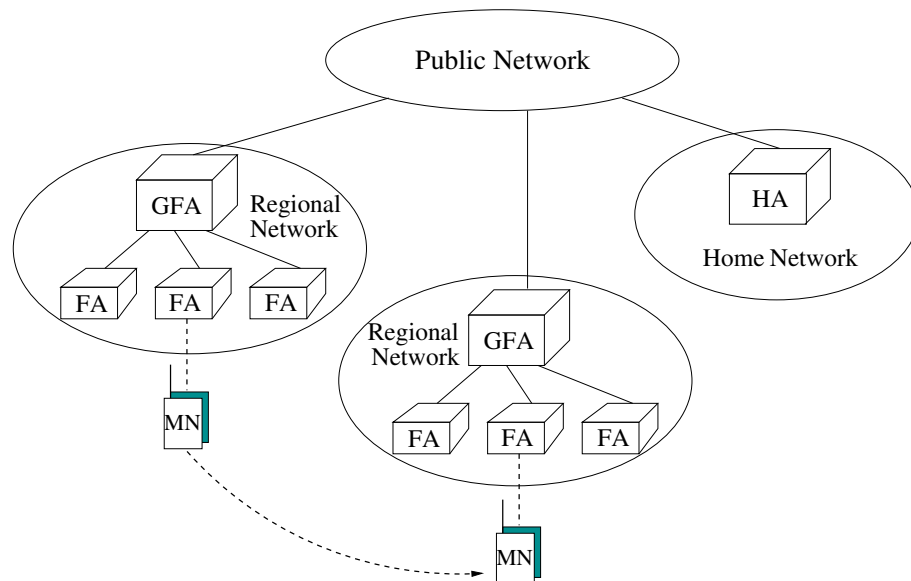 Public Network
GFA
Regional
Network
FA
FA
FA
HA
Home Network
Regional
Network
GFA
FA
FA
FA
MN
MN